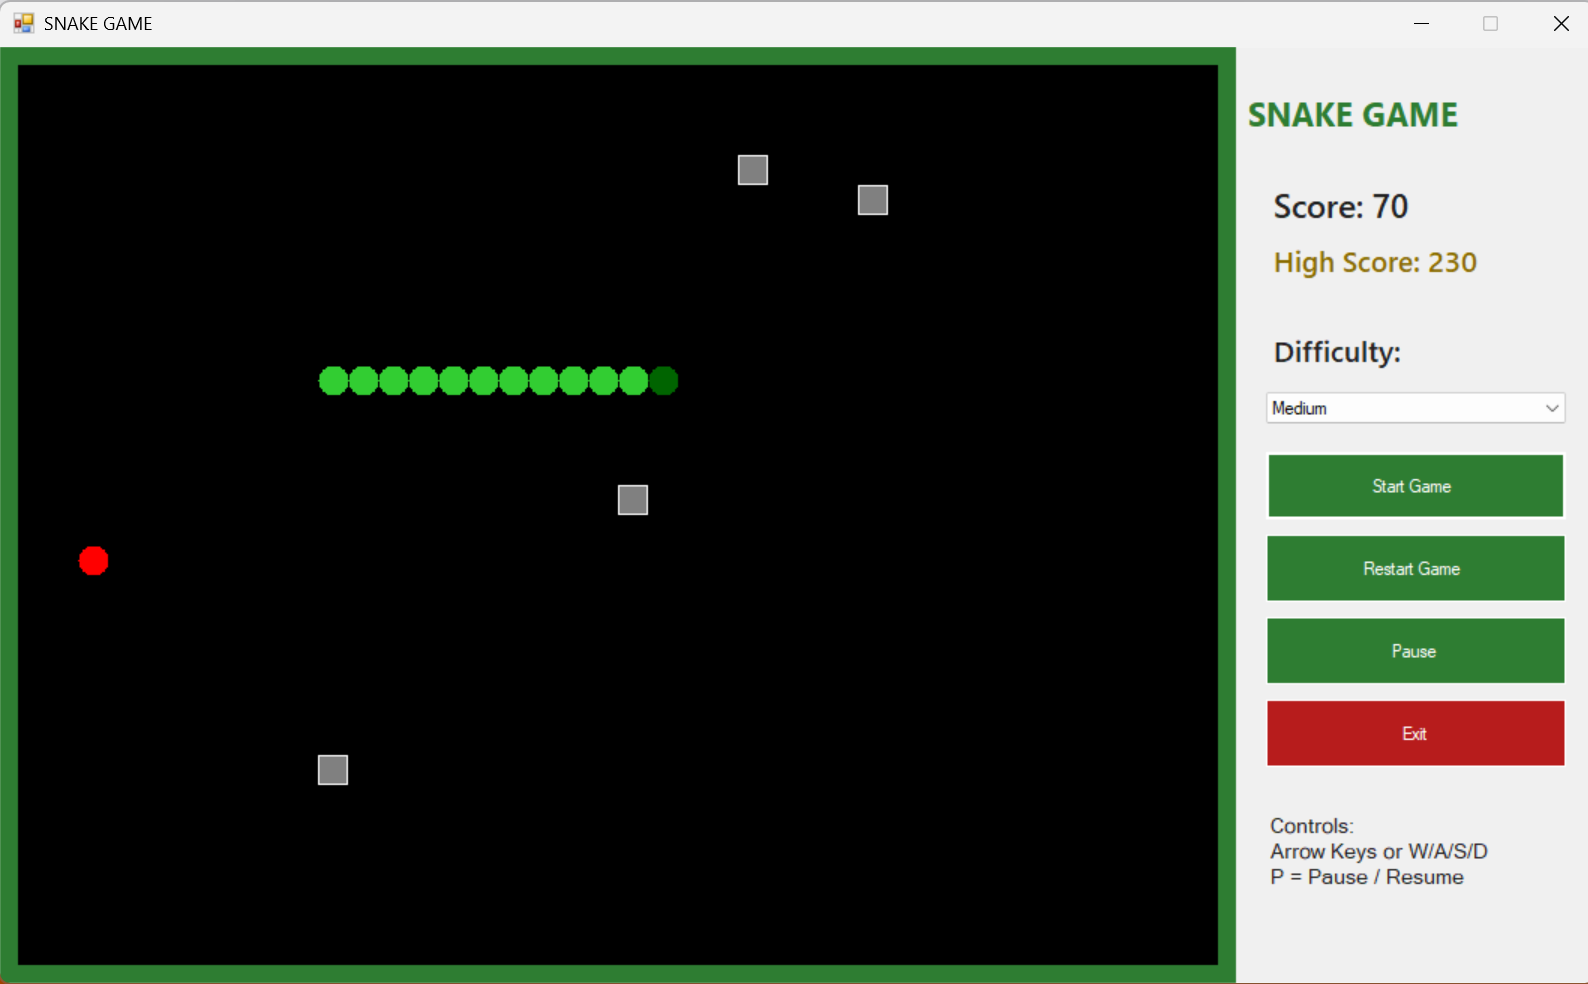 SNAKE GAME
SNAKE GAME
Score: 70
High Score: 230
Difficulty:
Medium
Start Game
Restart Game
Pause
Exit
Controls:
Arrow Keys or W/A/S/D
P = Pause / Resume